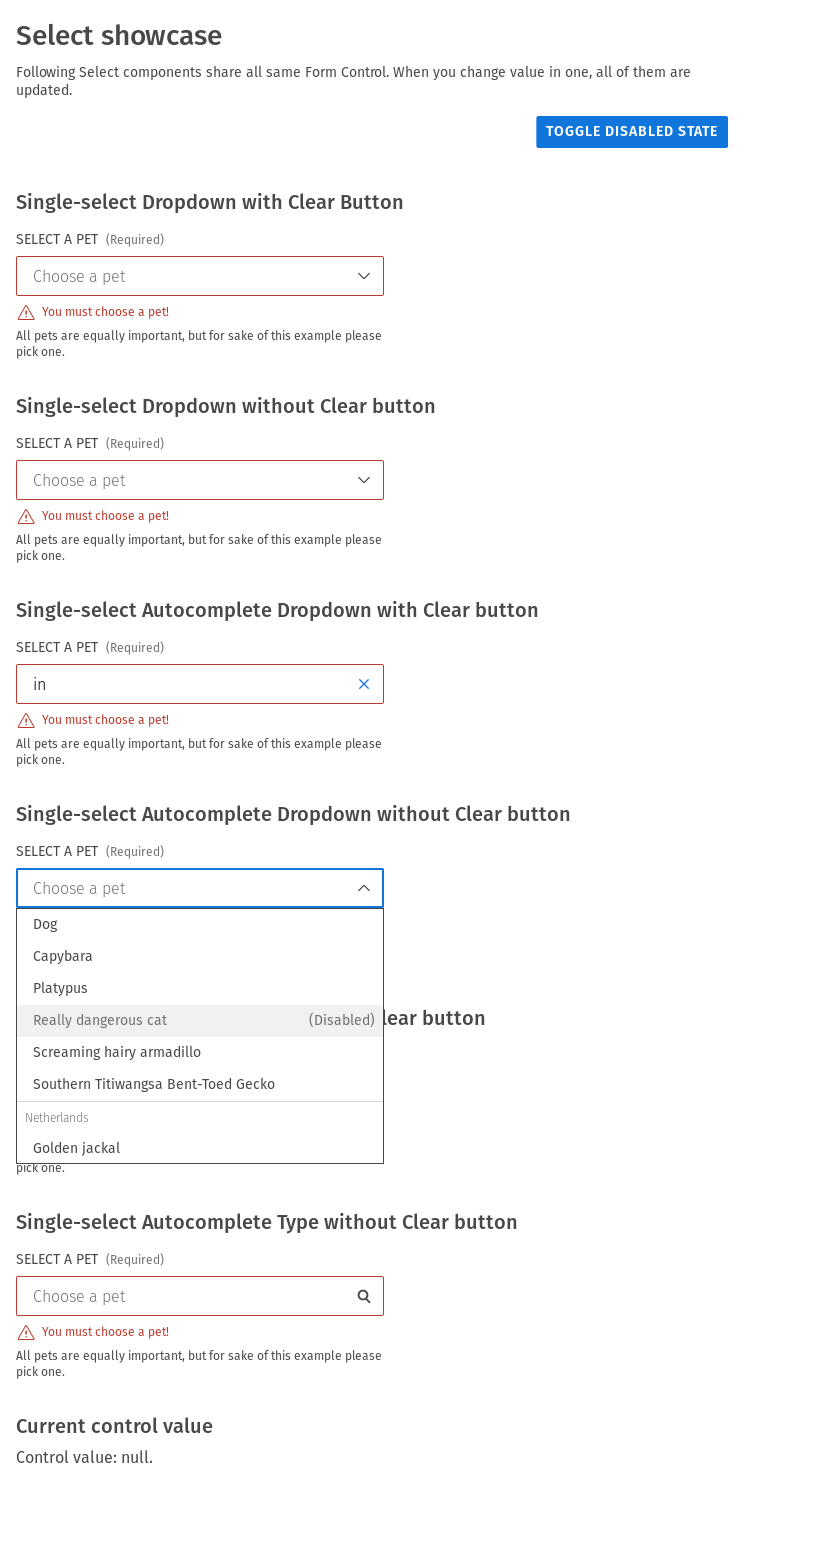 Select showcase
Following Select components share all same Form Control. When you change value in one, all of them are
updated.
TOGGLE DISABLED STATE
Single-select Dropdown with Clear Button
SELECT A PET (Required)
Choose a pet
You must choose a pet!
All pets are equally important, but for sake of this example please
pick one.
Single-select Dropdown without Clear button
SELECT A PET (Required)
Choose a pet
You must choose a pet!
All pets are equally important, but for sake of this example please
pick one.
Single-select Autocomplete Dropdown with Clear button
SELECT A PET (Required)
in
You must choose a pet!
All pets are equally important, but for sake of this example please
pick one.
Single-select Autocomplete Dropdown without Clear button
SELECT A PET (Required)
Choose a pet
Dog
Capybara
Platypus
lear button
Really dangerous cat (Disabled)
Screaming hairy armadillo
Southern Titiwangsa Bent-Toed Gecko
Netherlands
Golden jackal
pick one.
Single-select Autocomplete Type without Clear button
SELECT A PET (Required)
Choose a pet
You must choose a pet!
All pets are equally important, but for sake of this example please
pick one.
Current control value
Control value: null.